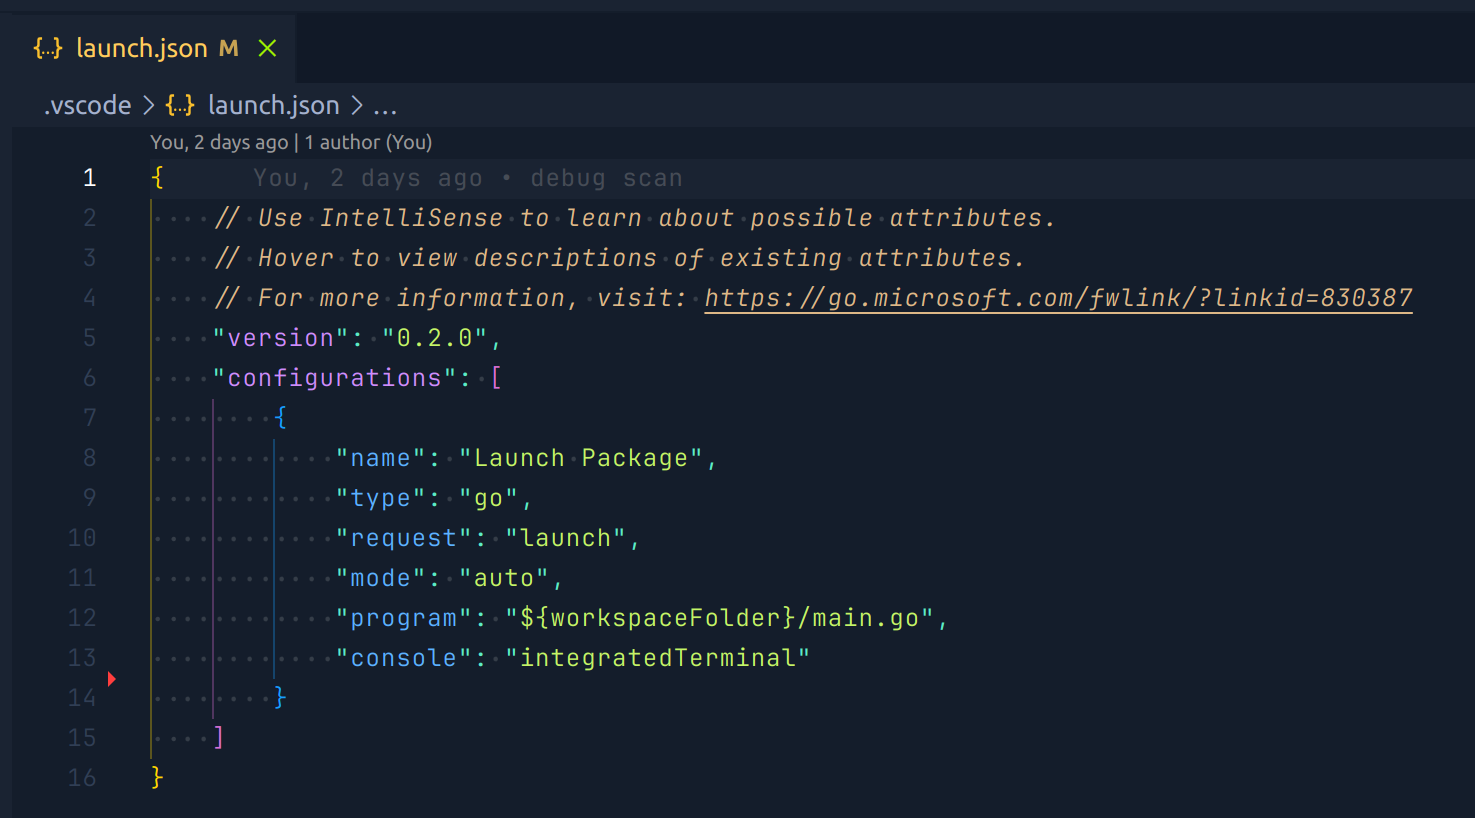 {..} launch.json M
.vscode > {..} launch.json > ...
You, 2 days ago | 1 author (You)
1 { You, 2 days ago • debug scan
2 // Use IntelliSense to learn about possible attributes.
3 // Hover to view descriptions of existing attributes.
4 // For more information, visit: https://go.microsoft.com/fwlink/?linkid=830387
5 "version": "0.2.0",
6 "configurations": [
7 {
8 "name": "Launch Package",
9 "type": "go",
10 "request": "launch",
11 "mode": "auto",
12 "program": "${workspaceFolder}/main.go",
13 "console": "integratedTerminal"
14 }
15 ]
16 }